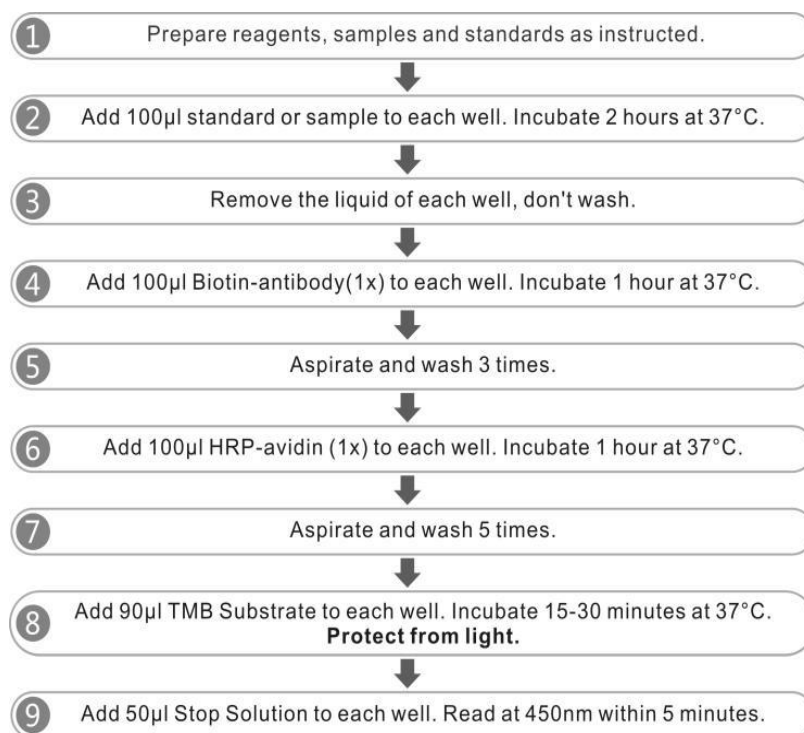 1 Prepare reagents, samples and standards as instructed.
2 Add 100μl standard or sample to each well. Incubate 2 hours at 37°C.
3 Remove the liquid of each well, don't wash.
4 Add 100μl Biotin-antibody(1x) to each well. Incubate 1 hour at 37°C.
5 Aspirate and wash 3 times.
6 Add 100μl HRP-avidin (1x) to each well. Incubate 1 hour at 37°C.
7 Aspirate and wash 5 times.
8 Add 90μl TMB Substrate to each well. Incubate 15-30 minutes at 37°C.
Protect from light.
9 Add 50μl Stop Solution to each well. Read at 450nm within 5 minutes.